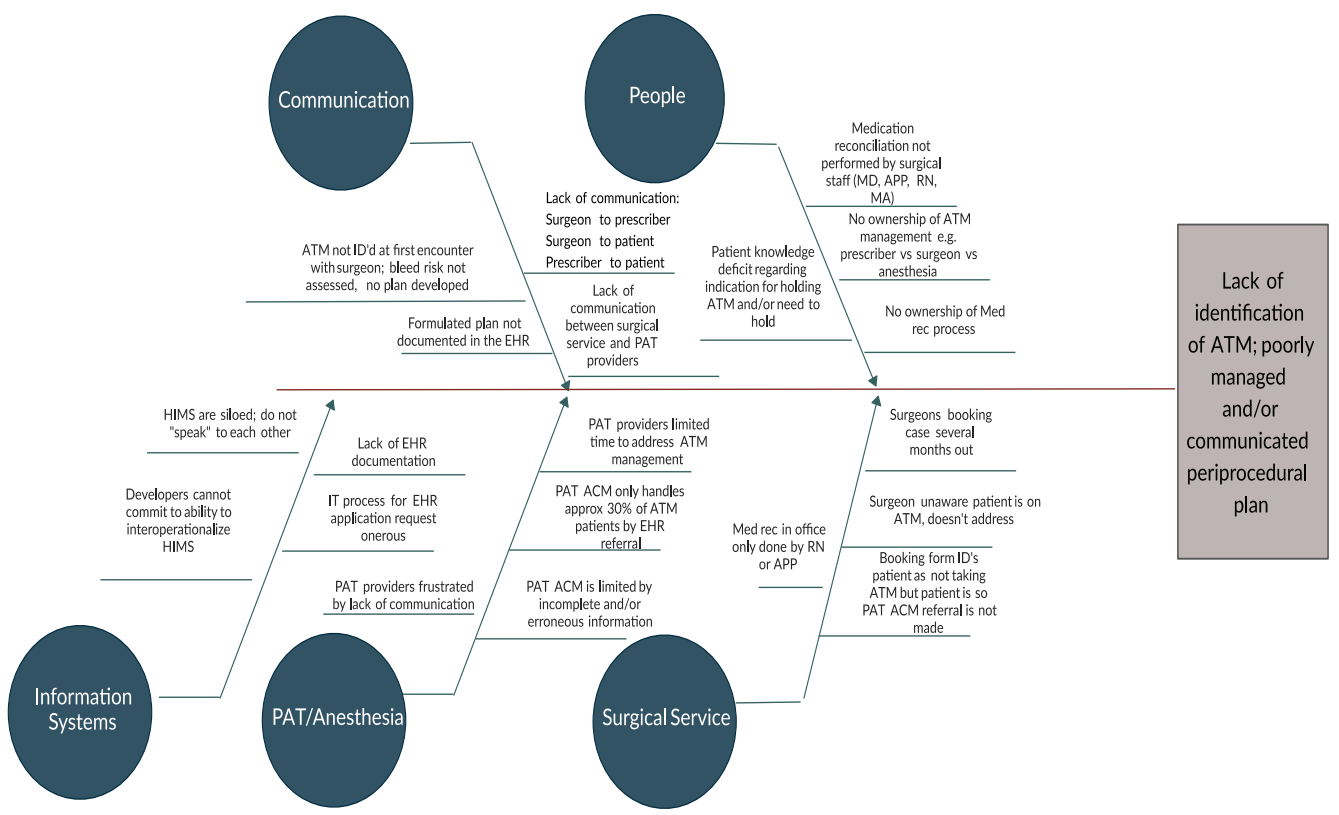 Communication
People
Medication
reconciliation not
performed by surgical
staff (MD, APP, RN,
MA)
Lack of communication:
Surgeon to prescriber
Surgeon to patient
Prescriber to patient
No ownership of ATM
management e.g.
prescriber vs surgeon vs
anesthesia
ATM not ID'd at first encounter
with surgeon; bleed risk not
assessed, no plan developed
Patient knowledge
deficit regarding
indication for holding
ATM and/or need to
hold
Lack of
communication
between surgical
service and PAT
providers
Formulated plan not
documented in the EHR
No ownership of Med
rec process
Lack of
identification
of ATM; poorly
managed
and/or
communicated
periprocedural
plan
HIMS are siloed; do not
"speak" to each other
Lack of EHR
documentation
PAT providers limited
time to address ATM
management
Surgeons booking
case several
months out
Developers cannot
commit to ability to
interoperationalize
HIMS
IT process for EHR
application request
onerous
PAT ACM only handles
approx 30% of ATM
patients by EHR
referral
Surgeon unaware patient is on
ATM, doesn't address
Med rec in office
only done by RN
or APP
Booking form ID's
patient as not taking
ATM but patient is so
PAT ACM referral is not
made
PAT providers frustrated
by lack of communication
PAT ACM is limited by
incomplete and/or
erroneous information
Information
Systems
PAT/Anesthesia
Surgical Service